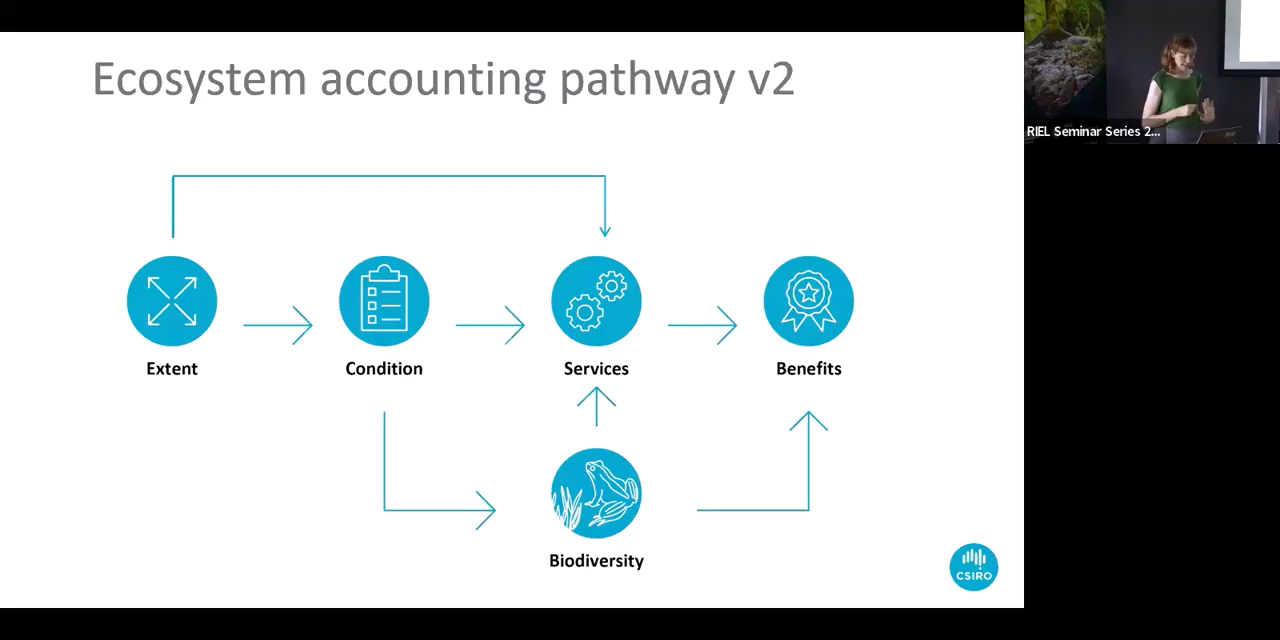 Ecosystem accounting pathway v2
RIEL Seminar Series 2...
Extent
Condition
Services
Benefits
Biodiversity
CSIRO